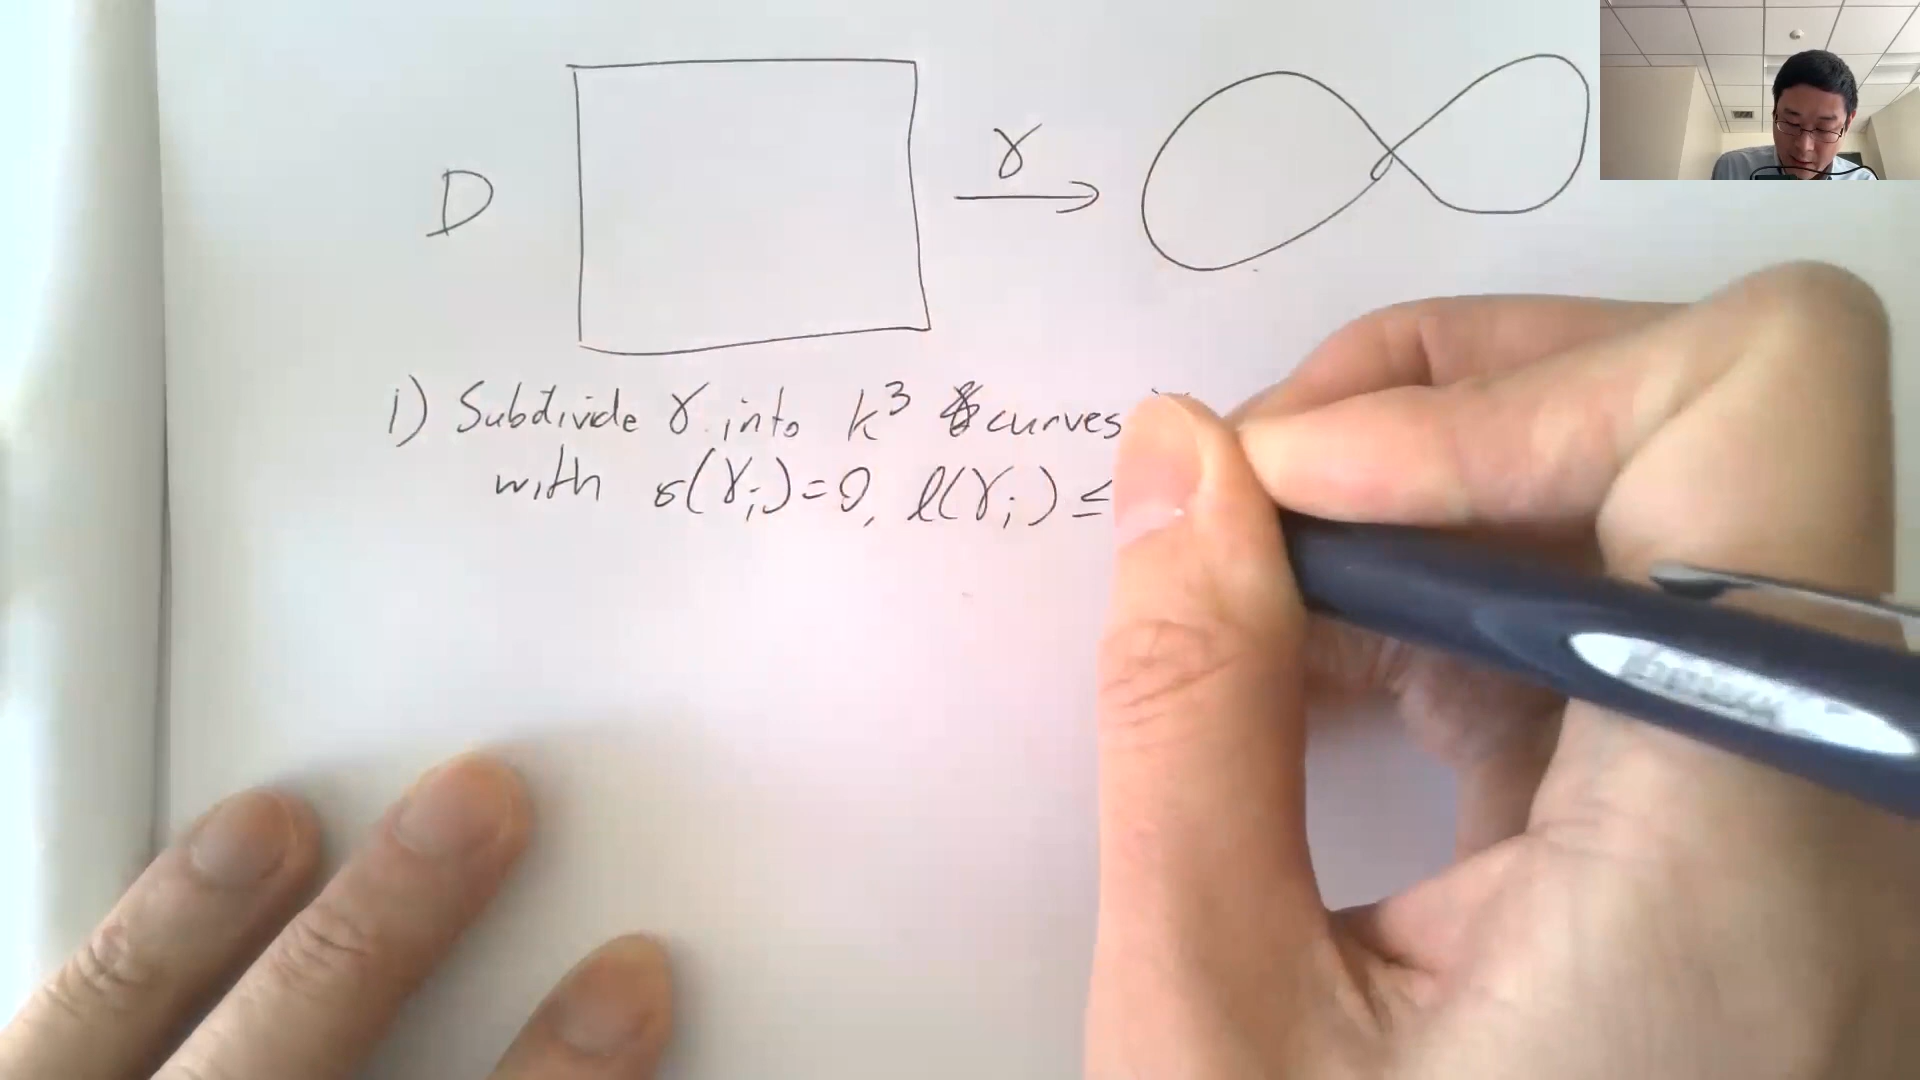 D γ
1) Subdivide γ into k³ curves
with σ(γᵢ)=0, l(γᵢ) ≤